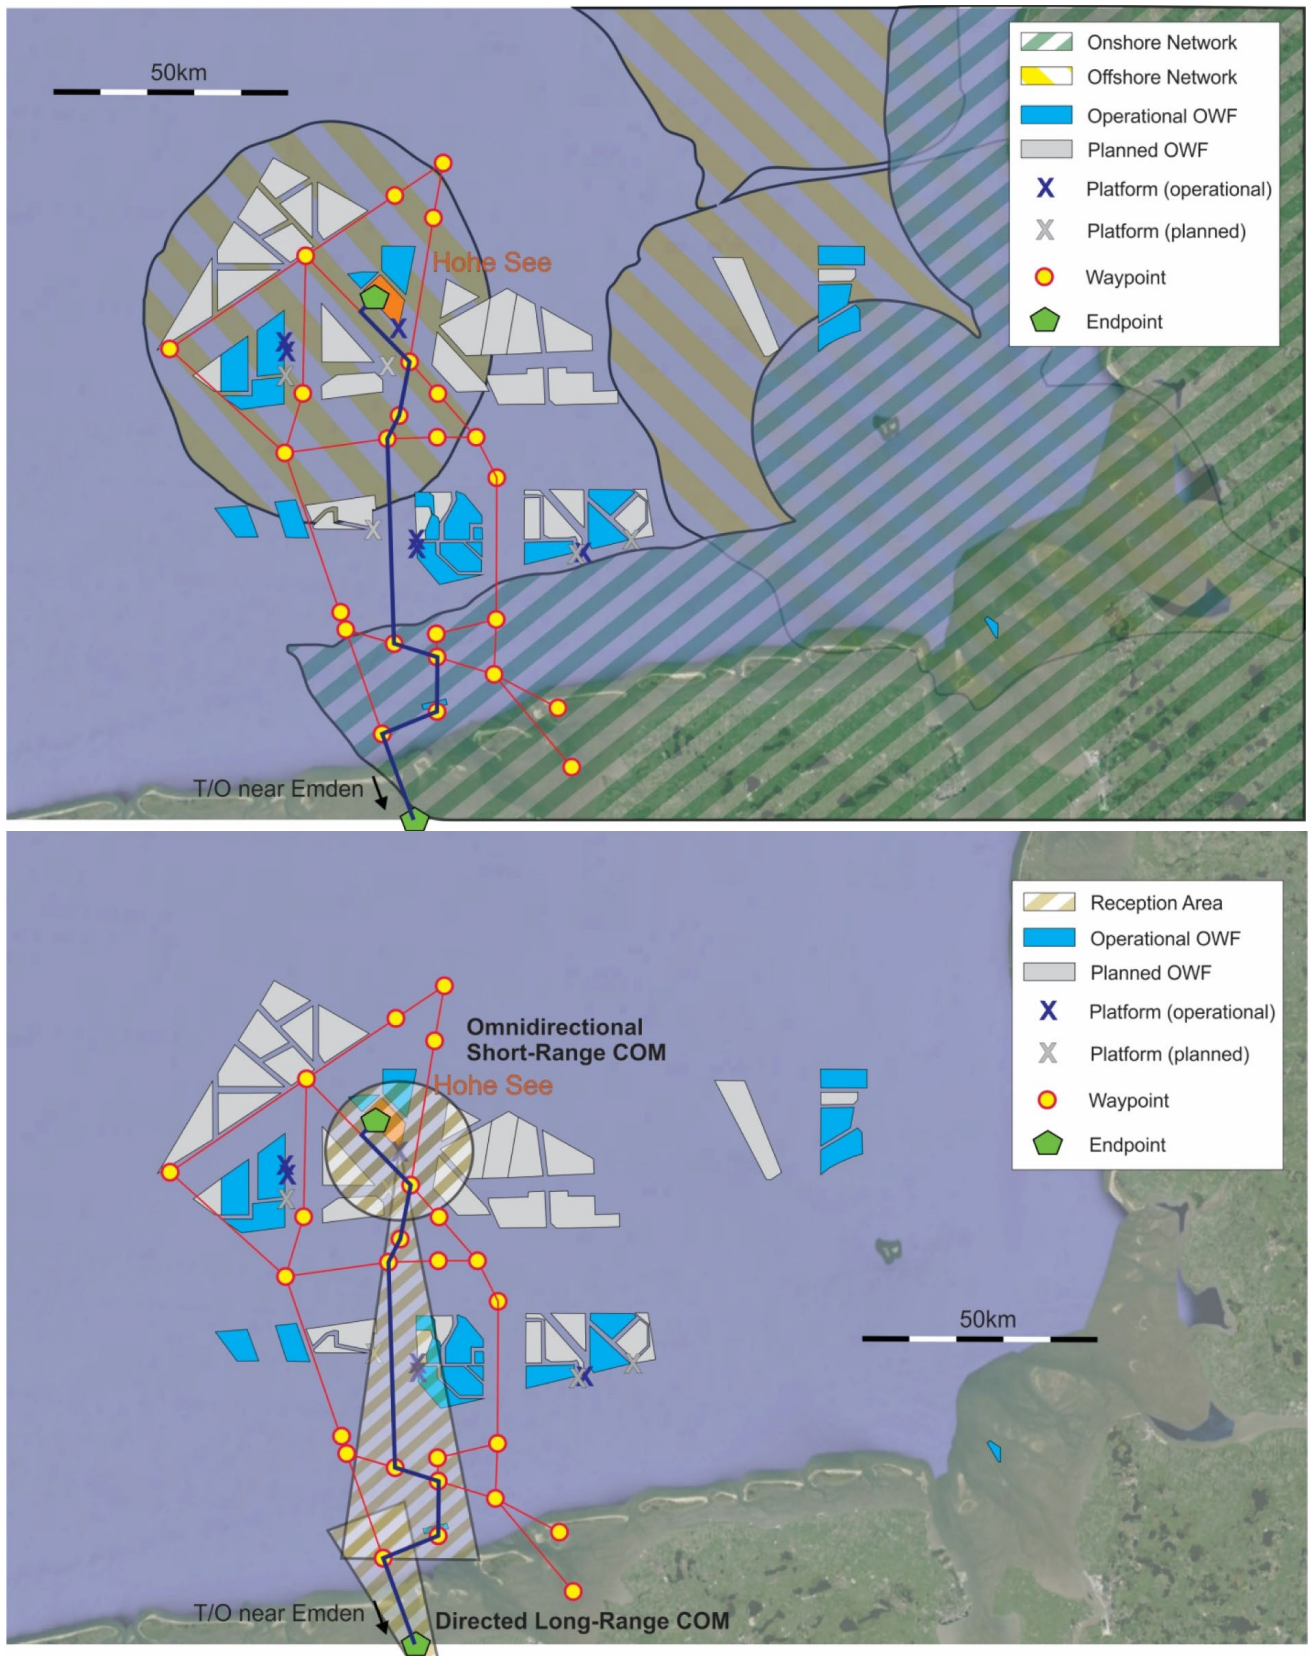 50km
Onshore Network
Offshore Network
Operational OWF
Planned OWF
X Platform (operational)
X Platform (planned)
Waypoint
Endpoint
Hohe See
T/O near Emden
Reception Area
Operational OWF
Planned OWF
X Platform (operational)
X Platform (planned)
Waypoint
Endpoint
Omnidirectional
Short-Range COM
Hohe See
50km
T/O near Emden
Directed Long-Range COM